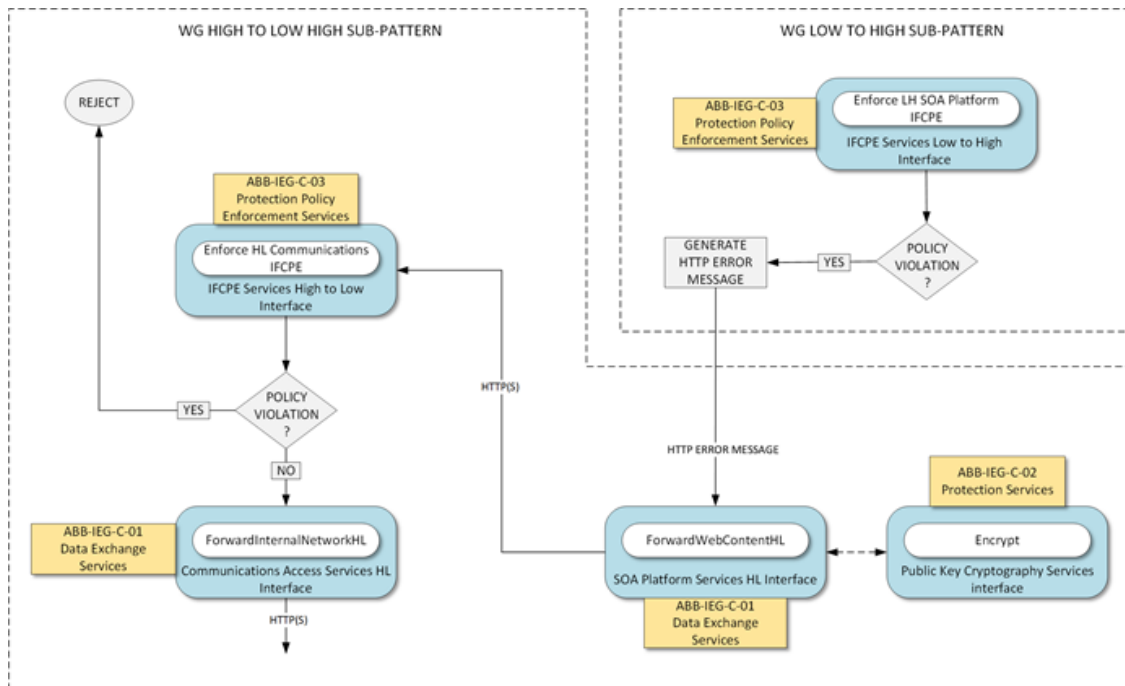 WG HIGH TO LOW HIGH SUB-PATTERN
WG LOW TO HIGH SUB-PATTERN
REJECT
ABB-IEG-C-03
Protection Policy
Enforcement Services
Enforce LH SOA Platform
IFCPE
IFCPE Services Low to High
Interface
ABB-IEG-C-03
Protection Policy
Enforcement Services
Enforce HL Communications
IFCPE
IFCPE Services High to Low
Interface
GENERATE
HTTP ERROR
MESSAGE
YES
POLICY
VIOLATION
?
HTTP(S)
YES
POLICY
VIOLATION
?
NO
HTTP ERROR MESSAGE
ABB-IEG-C-02
Protection Services
ABB-IEG-C-01
Data Exchange
Services
ForwardInternalNetworkHL
Communications Access Services HL
Interface
HTTP(S)
ForwardWebContentHL
SOA Platform Services HL Interface
ABB-IEG-C-01
Data Exchange
Services
Encrypt
Public Key Cryptography Services
interface